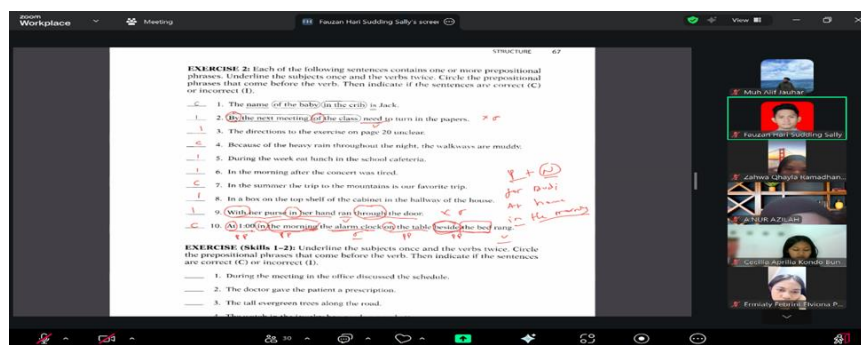 zoom
Workplace
Meeting
Fauzan Hari Sudding Sally's screen
View
STRUCTURE 67
EXERCISE 2: Each of the following sentences contains one or more prepositional
phrases. Underline the subjects once and the verbs twice. Circle the prepositional
phrases that come before the verb. Then indicate if the sentences are correct (C)
or incorrect (I).
C 1. The name of the baby in the crib is Jack.
I 2. By the next meeting of the class need to turn in the papers.
I 3. The directions to the exercise on page 20 unclear.
C 4. Because of the heavy rain throughout the night, the walkways are muddy.
I 5. During the week eat lunch in the school cafeteria.
I 6. In the morning after the concert was tired.
C 7. In the summer the trip to the mountains is our favorite trip.
I 8. In a box on the top shelf of the cabinet in the hallway of the house.
I 9. With her purse in her hand ran through the door.
C 10. At 1:00 in the morning the alarm clock on the table beside the bed rang.
P + N
for Budi
At home
in the morning
PP PP PP PP
EXERCISE (Skills 1–2): Underline the subjects once and the verbs twice. Circle
the prepositional phrases that come before the verb. Then indicate if the sentences
are correct (C) or incorrect (I).
1. During the meeting in the office discussed the schedule.
2. The doctor gave the patient a prescription.
3. The tall evergreen trees along the road.
Muh Alif Jauhar
Fauzan Hari Sudding Sally
Zahwa Qhayla Ramadhan...
A.NUR AZILAH
Cecilia Aprilia Kondo Bun
Ermiaty Febrini Elviona P...
30